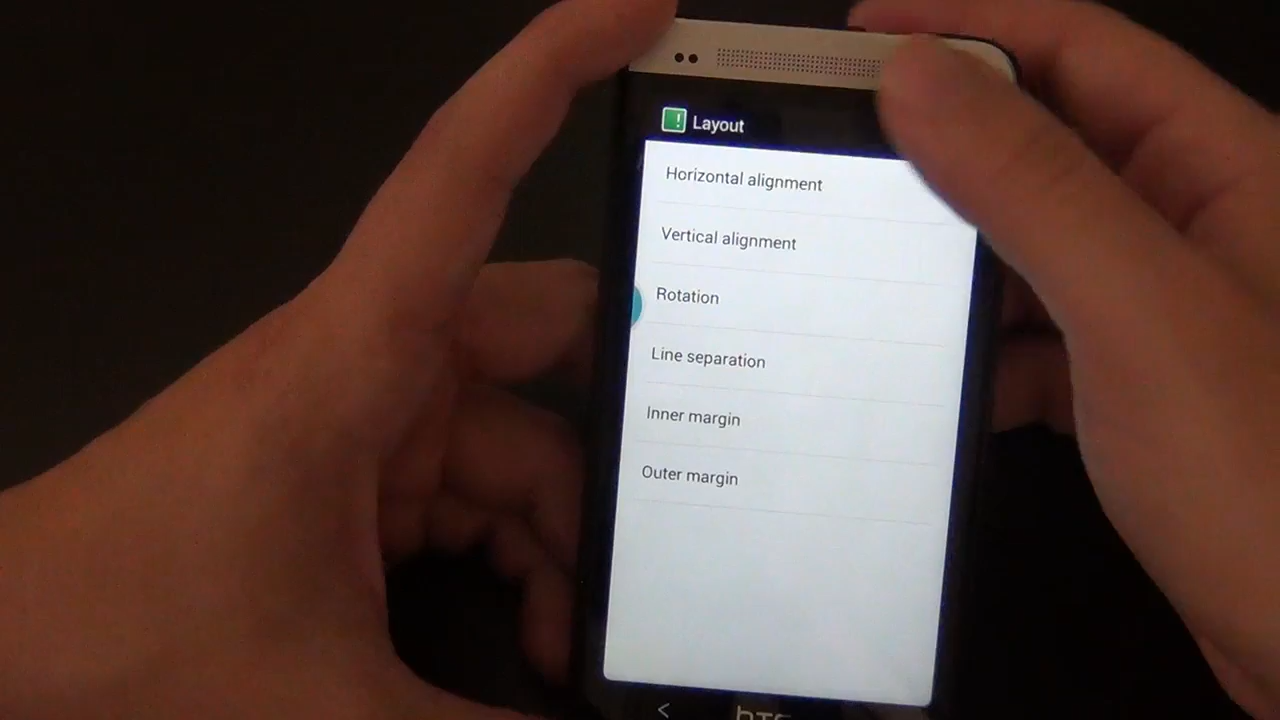 Layout
Horizontal alignment
Vertical alignment
Rotation
Line separation
Inner margin
Outer margin
hTC